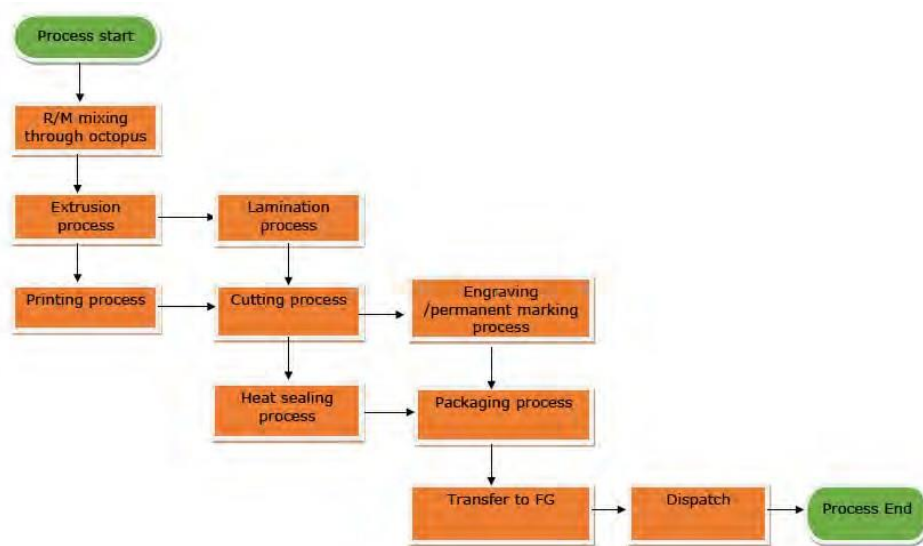 Process start
R/M mixing
through octopus
Extrusion
process
Lamination
process
Printing process
Cutting process
Engraving
/permanent marking
process
Heat sealing
process
Packaging process
Transfer to FG
Dispatch
Process End